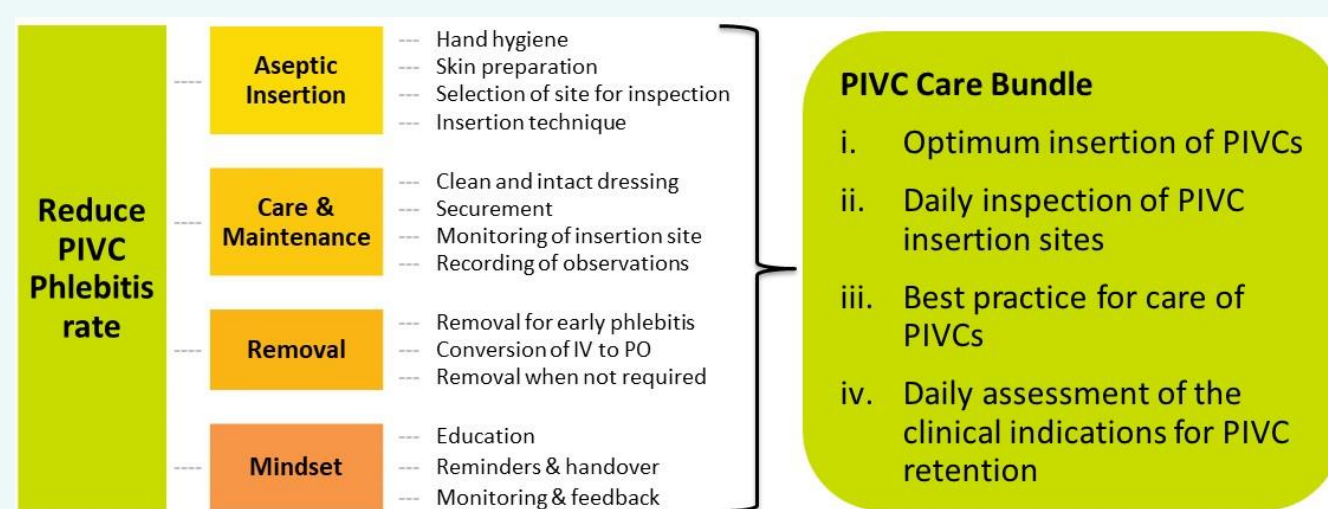 Reduce
PIVC
Phlebitis
rate
Aseptic
Insertion
Hand hygiene
Skin preparation
Selection of site for inspection
Insertion technique
Care &
Maintenance
Clean and intact dressing
Securement
Monitoring of insertion site
Recording of observations
Removal
Removal for early phlebitis
Conversion of IV to PO
Removal when not required
Mindset
Education
Reminders & handover
Monitoring & feedback
PIVC Care Bundle
i. Optimum insertion of PIVCs
ii. Daily inspection of PIVC
insertion sites
iii. Best practice for care of
PIVCs
iv. Daily assessment of the
clinical indications for PIVC
retention